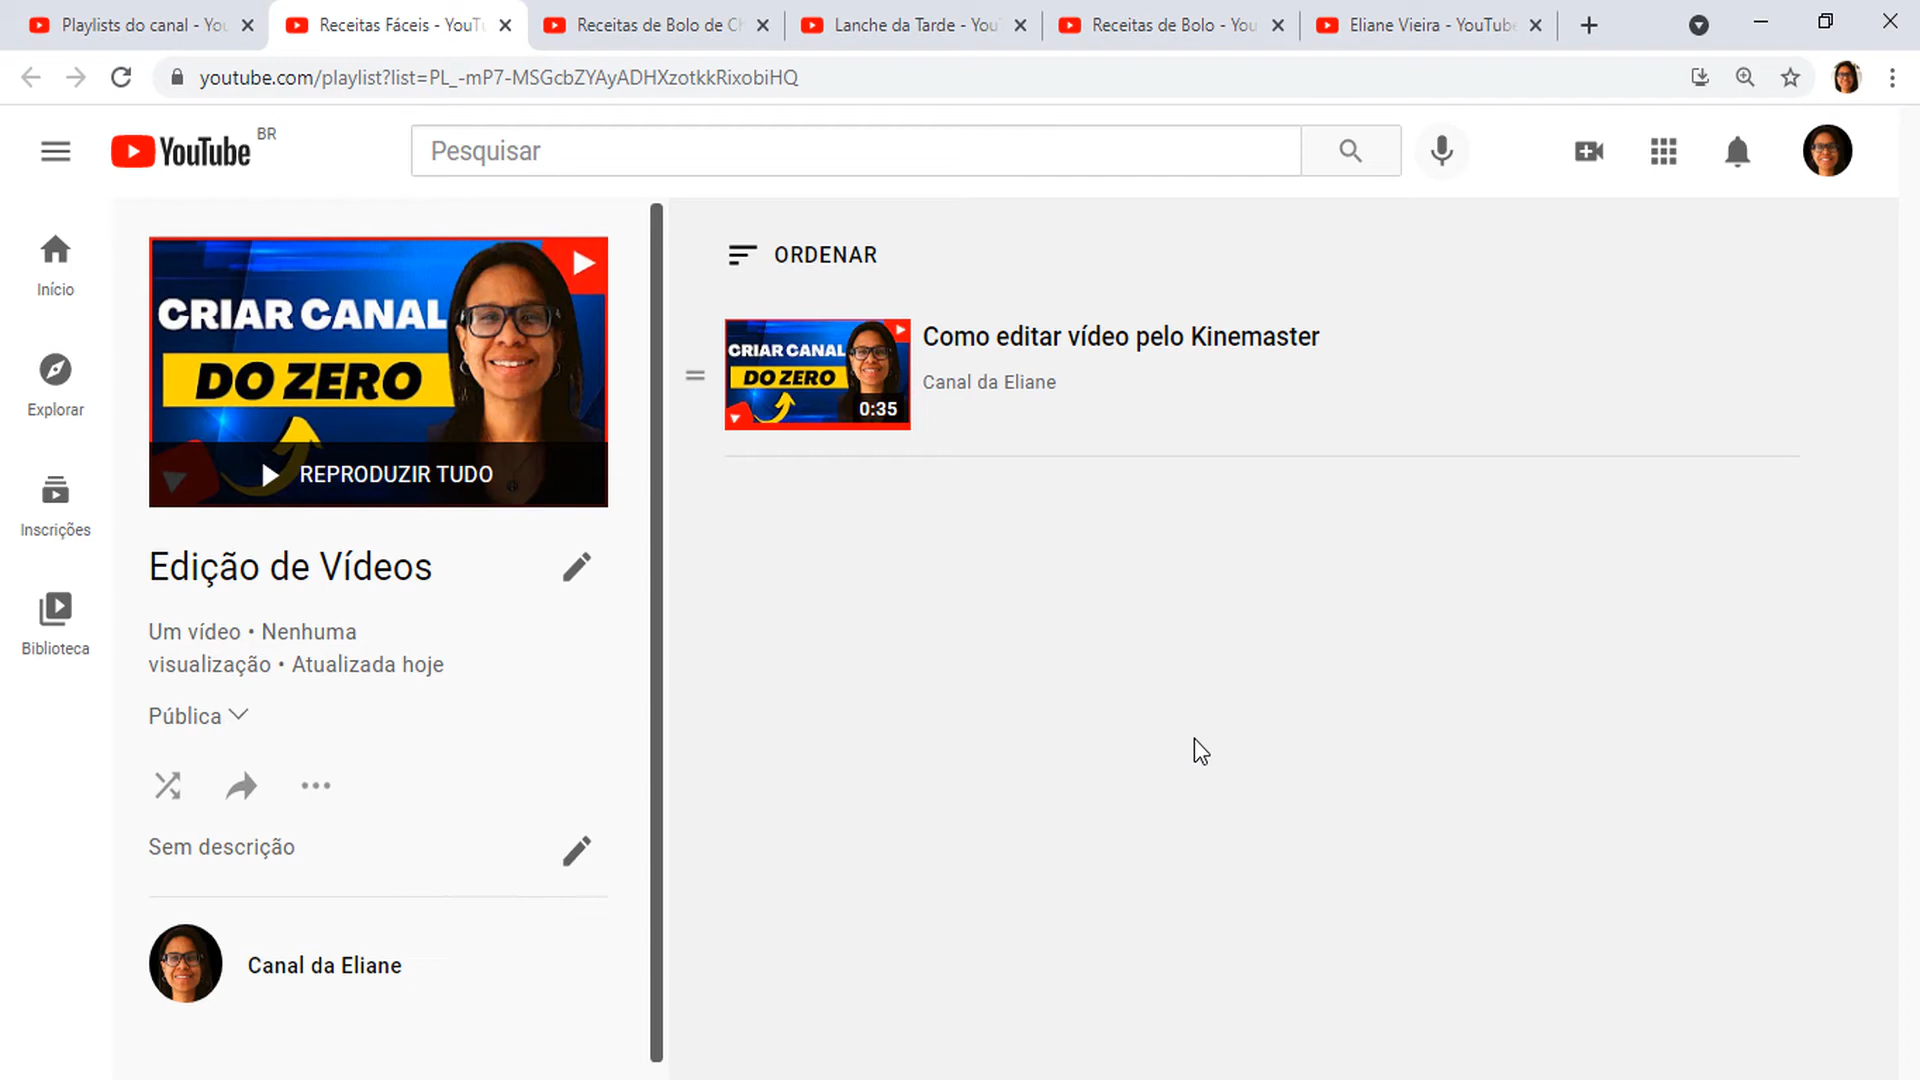 Playlists do canal - You
Receitas Fáceis - YouTu
Receitas de Bolo de Ch
Lanche da Tarde - YouT
Receitas de Bolo - You
Eliane Vieira - YouTube
youtube.com/playlist?list=PL_-mP7-MSGcbZYAyADHXzotkkRixobiHQ
YouTube BR
Pesquisar
Início
Explorar
Inscrições
Biblioteca
CRIAR CANAL
DO ZERO
REPRODUZIR TUDO
Edição de Vídeos
Um vídeo • Nenhuma
visualização • Atualizada hoje
Pública
Sem descrição
Canal da Eliane
ORDENAR
CRIAR CANAL
DO ZERO
0:35
Como editar vídeo pelo Kinemaster
Canal da Eliane